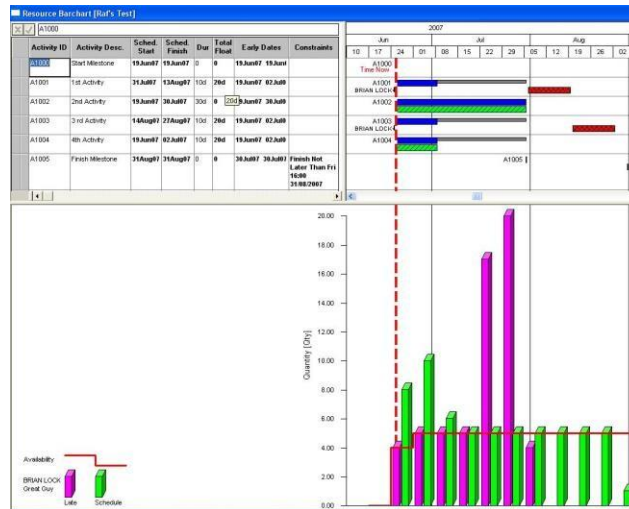 Resource Barchart [Raf's Test]
A1000
Activity ID Activity Desc. Sched. Start Sched. Finish Dur Total Float Early Dates Constraints
A1000 Start Milestone 19Jun07 19Jun07 0 0 19Jun07 19Jun
A1001 1st Activity 31Jul07 13Aug07 10d 20d 19Jun07 02Jul0
A1002 2nd Activity 19Jun07 30Jul07 30d 0 20d 9Jun07 30Jul0
A1003 3 rd Activity 14Aug07 27Aug07 10d 20d 19Jun07 02Jul0
A1004 4th Activity 19Jun07 02Jul07 10d 20d 19Jun07 02Jul0
A1005 Finish Milestone 31Aug07 31Aug07 0 0 30Jul07 30Jul07 Finish Not
Later Than Fri
16:00
31/08/2007
2007
Jun Jul Aug
10 17 24 01 08 15 22 29 05 12 19 26 02
A1000
Time Now
A1001
BRIAN LOCK
A1002
A1003
BRIAN LOCK
A1004
A1005
20.00
18.00
16.00
14.00
12.00
10.00
8.00
6.00
4.00
2.00
0.00
Quantity [Qty]
Availability
BRIAN LOCK
Great Guy
Late Schedule